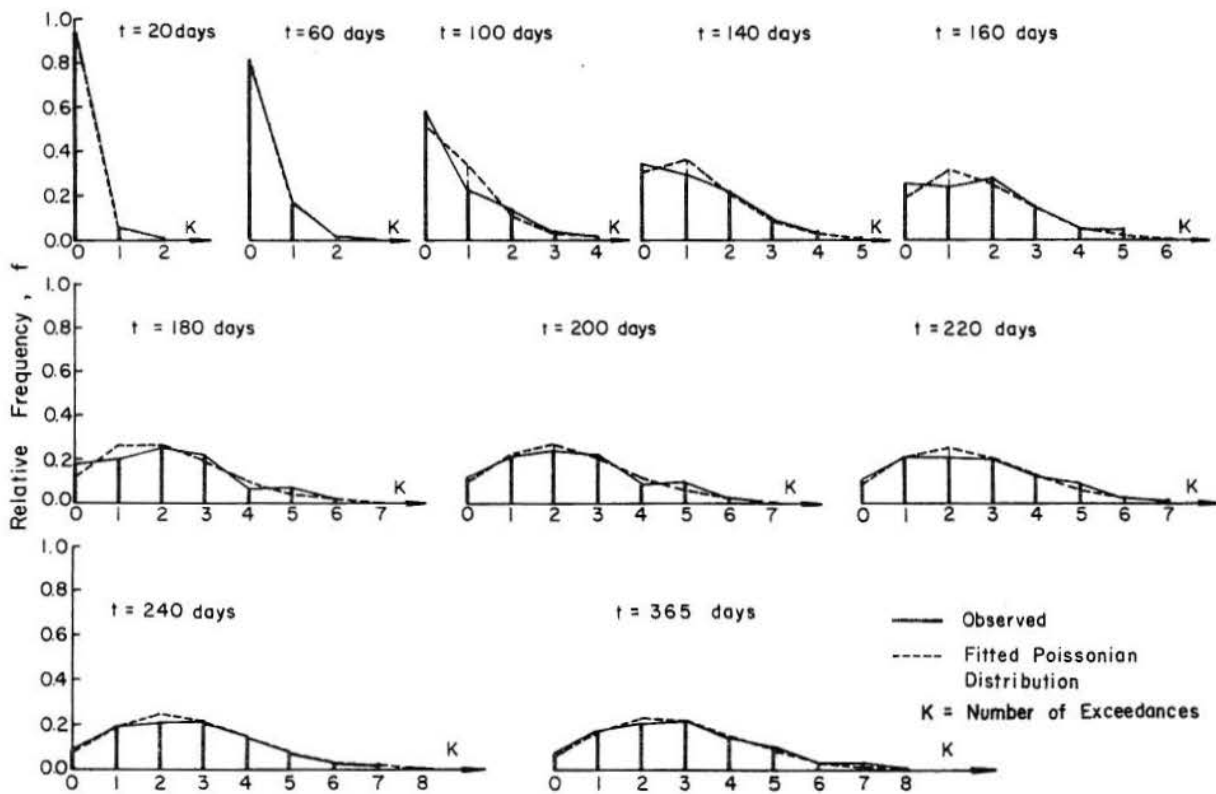 1.0
0.8
0.6
0.4
0.2
0.0
t = 20 days
K
0 1 2
t = 60 days
K
0 1 2
t = 100 days
K
0 1 2 3 4
t = 140 days
K
0 1 2 3 4 5
t = 160 days
K
0 1 2 3 4 5 6
Relative Frequency, f
1.0
0.8
0.6
0.4
0.2
0.0
t = 180 days
K
0 1 2 3 4 5 6 7
t = 200 days
K
0 1 2 3 4 5 6 7
t = 220 days
K
0 1 2 3 4 5 6 7
1.0
0.8
0.6
0.4
0.2
0.0
t = 240 days
K
0 1 2 3 4 5 6 7 8
t = 365 days
K
0 1 2 3 4 5 6 7 8
Observed
Fitted Poissonian
Distribution
K = Number of Exceedances